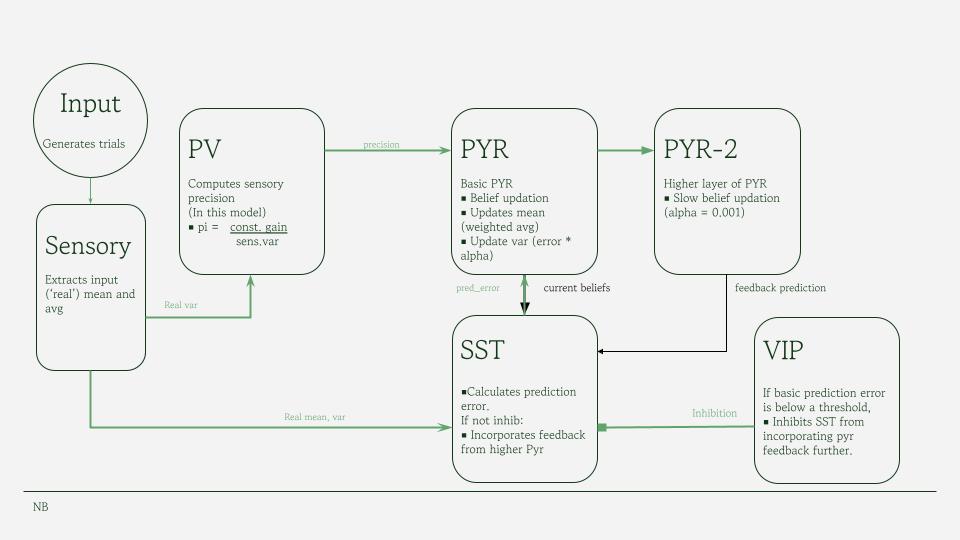 Input
Generates trials
Sensory
Extracts input
(‘real’) mean and
avg
PV
Computes sensory
precision
(In this model)
▪ pi = const. gain
sens.var
Real var
precision
PYR
Basic PYR
▪ Belief updation
▪ Updates mean
(weighted avg)
▪ Update var (error *
alpha)
PYR-2
Higher layer of PYR
▪ Slow belief updation
(alpha = 0.001)
pred_error
current beliefs
feedback prediction
SST
▪Calculates prediction
error.
If not inhib:
▪ Incorporates feedback
from higher Pyr
VIP
If basic prediction error
is below a threshold,
▪ Inhibits SST from
incorporating pyr
feedback further.
Real mean, var
Inhibition
NB